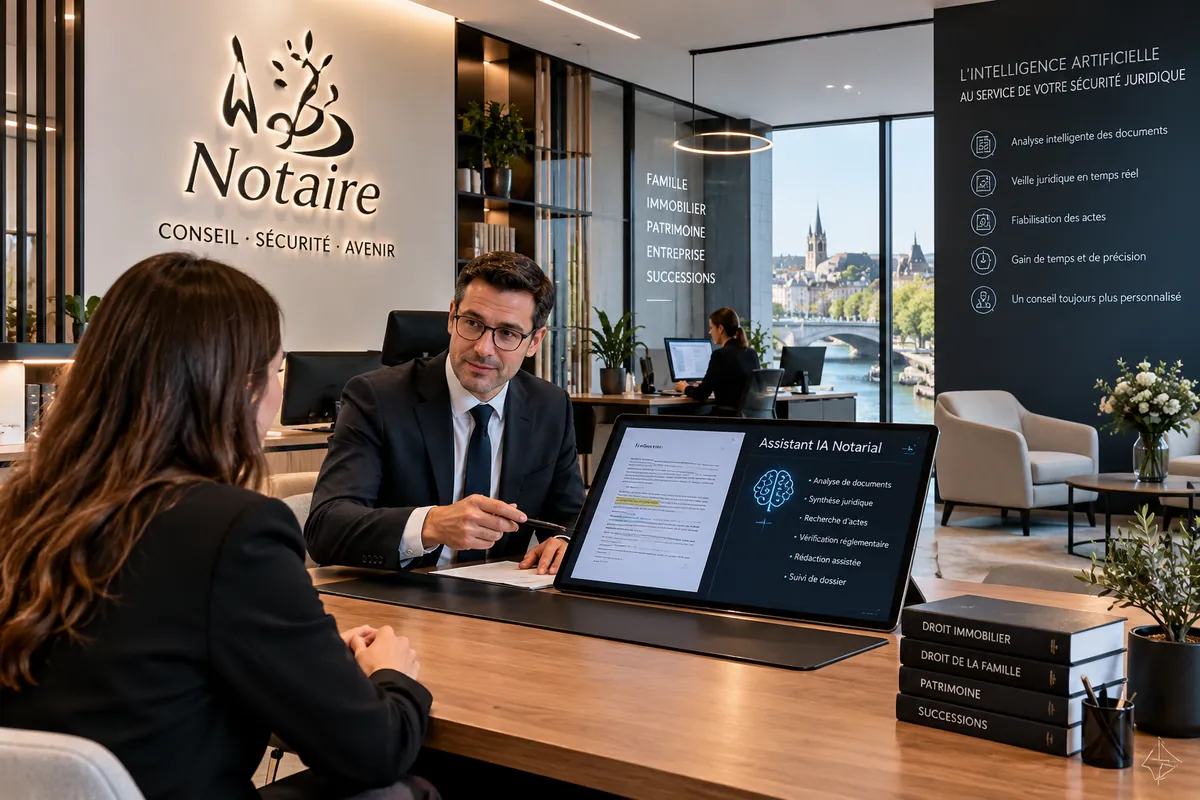 Notaire
CONSEIL · SÉCURITÉ · AVENIR
FAMILLE
IMMOBILIER
PATRIMOINE
ENTREPRISE
SUCCESSIONS
L'INTELLIGENCE ARTIFICIELLE
AU SERVICE DE VOTRE SÉCURITÉ JURIDIQUE
Analyse intelligente des documents
Veille juridique en temps réel
Fiabilisation des actes
Gain de temps et de précision
Un conseil toujours plus personnalisé
Assistant IA Notarial
• Analyse de documents
• Synthèse juridique
• Recherche d'actes
• Vérification réglementaire
• Rédaction assistée
• Suivi de dossier
DROIT IMMOBILIER
DROIT DE LA FAMILLE
PATRIMOINE
SUCCESSIONS